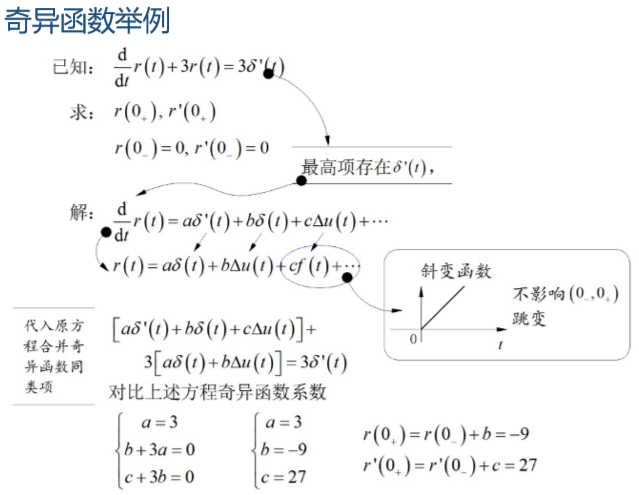 奇异函数举例
已知： d/dt r(t)+3r(t)=3δ'(t)
求： r(0₊), r'(0₊)
r(0₋)=0, r'(0₋)=0
最高项存在δ'(t)，
解： d/dt r(t)=aδ'(t)+bδ(t)+cΔu(t)+⋯
r(t)=aδ(t)+bΔu(t)+cf(t)+⋯
斜变函数
不影响(0₋,0₊)
跳变
0
t
代入原方
程合并奇
异函数同
类项
[aδ'(t)+bδ(t)+cΔu(t)]+
3[aδ(t)+bΔu(t)]=3δ'(t)
对比上述方程奇异函数系数
a=3
b+3a=0
c+3b=0
a=3
b=−9
c=27
r(0₊)=r(0₋)+b=−9
r'(0₊)=r'(0₋)+c=27